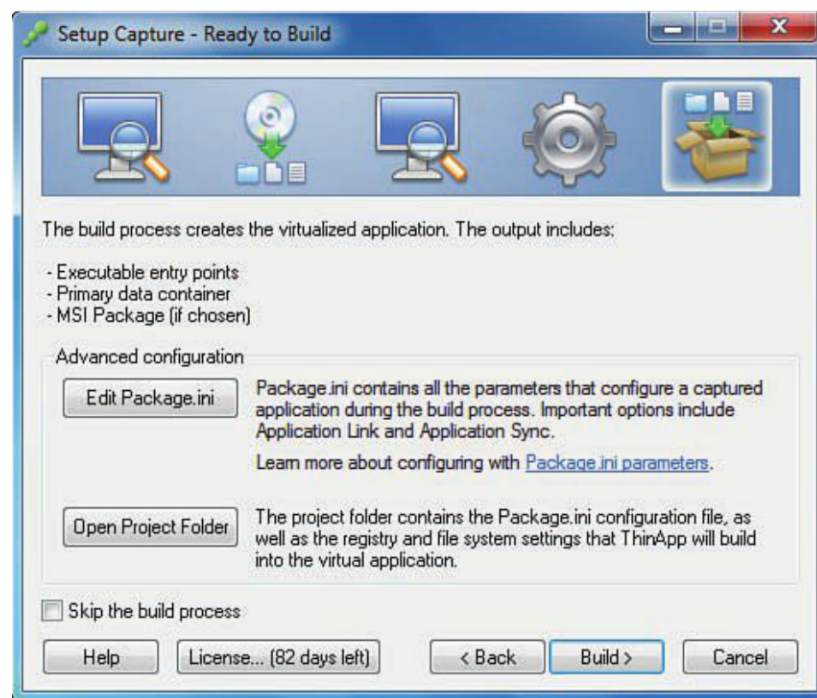 Setup Capture - Ready to Build
The build process creates the virtualized application. The output includes:
- Executable entry points
- Primary data container
- MSI Package (if chosen)
Advanced configuration
Edit Package.ini
Package.ini contains all the parameters that configure a captured
application during the build process. Important options include
Application Link and Application Sync.
Learn more about configuring with Package.ini parameters.
Open Project Folder
The project folder contains the Package.ini configuration file, as
well as the registry and file system settings that ThinApp will build
into the virtual application.
Skip the build process
Help
License... (82 days left)
< Back
Build >
Cancel